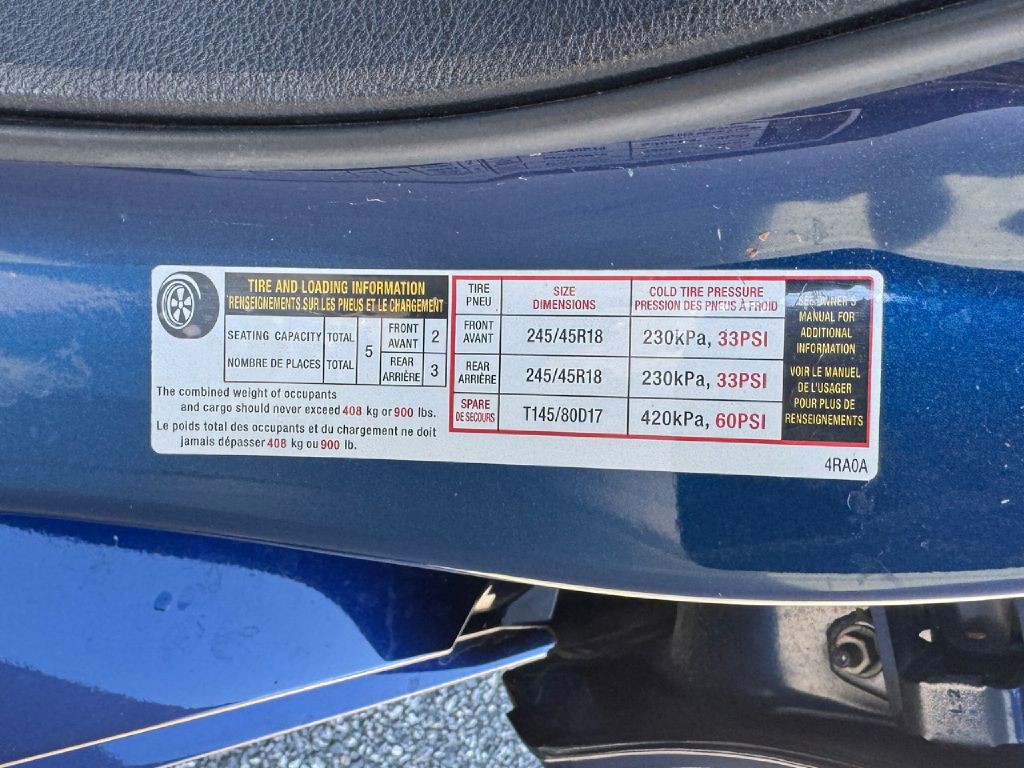 TIRE AND LOADING INFORMATION
RENSEIGNEMENTS SUR LES PNEUS ET LE CHARGEMENT
SEATING CAPACITY TOTAL 5 FRONT AVANT 2
NOMBRE DE PLACES TOTAL REAR ARRIÈRE 3
The combined weight of occupants
and cargo should never exceed 408 kg or 900 lbs.
Le poids total des occupants et du chargement ne doit
jamais dépasser 408 kg ou 900 lb.
TIRE PNEU SIZE DIMENSIONS COLD TIRE PRESSURE PRESSION DES PNEUS À FROID
FRONT AVANT 245/45R18 230kPa, 33PSI
REAR ARRIÈRE 245/45R18 230kPa, 33PSI
SPARE DE SECOURS T145/80D17 420kPa, 60PSI
SEE OWNER'S
MANUAL FOR
ADDITIONAL
INFORMATION
VOIR LE MANUEL
DE L'USAGER
POUR PLUS DE
RENSEIGNEMENTS
4RA0A
L2